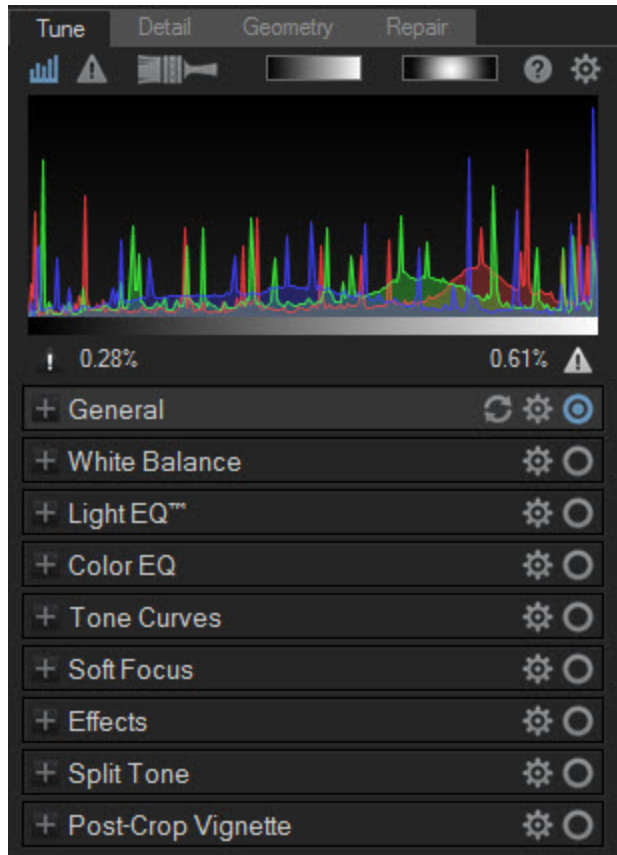 Tune Detail Geometry Repair
0.28% 0.61%
General
White Balance
Light EQ™
Color EQ
Tone Curves
Soft Focus
Effects
Split Tone
Post-Crop Vignette